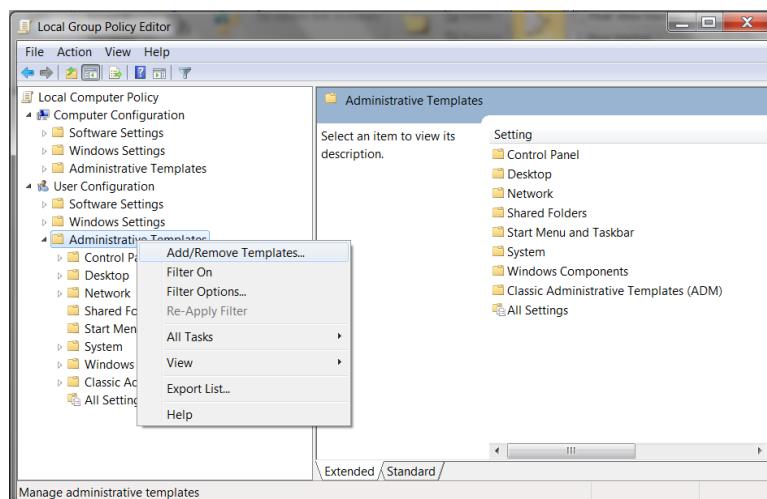 Local Group Policy Editor
File Action View Help
Local Computer Policy
Computer Configuration
Software Settings
Windows Settings
Administrative Templates
User Configuration
Software Settings
Windows Settings
Administrative Templates
Control Pa
Desktop
Network
Shared Fo
Start Men
System
Windows
Classic Ad
All Setting
Add/Remove Templates...
Filter On
Filter Options...
Re-Apply Filter
All Tasks
View
Export List...
Help
Administrative Templates
Select an item to view its
description.
Setting
Control Panel
Desktop
Network
Shared Folders
Start Menu and Taskbar
System
Windows Components
Classic Administrative Templates (ADM)
All Settings
Extended Standard
Manage administrative templates